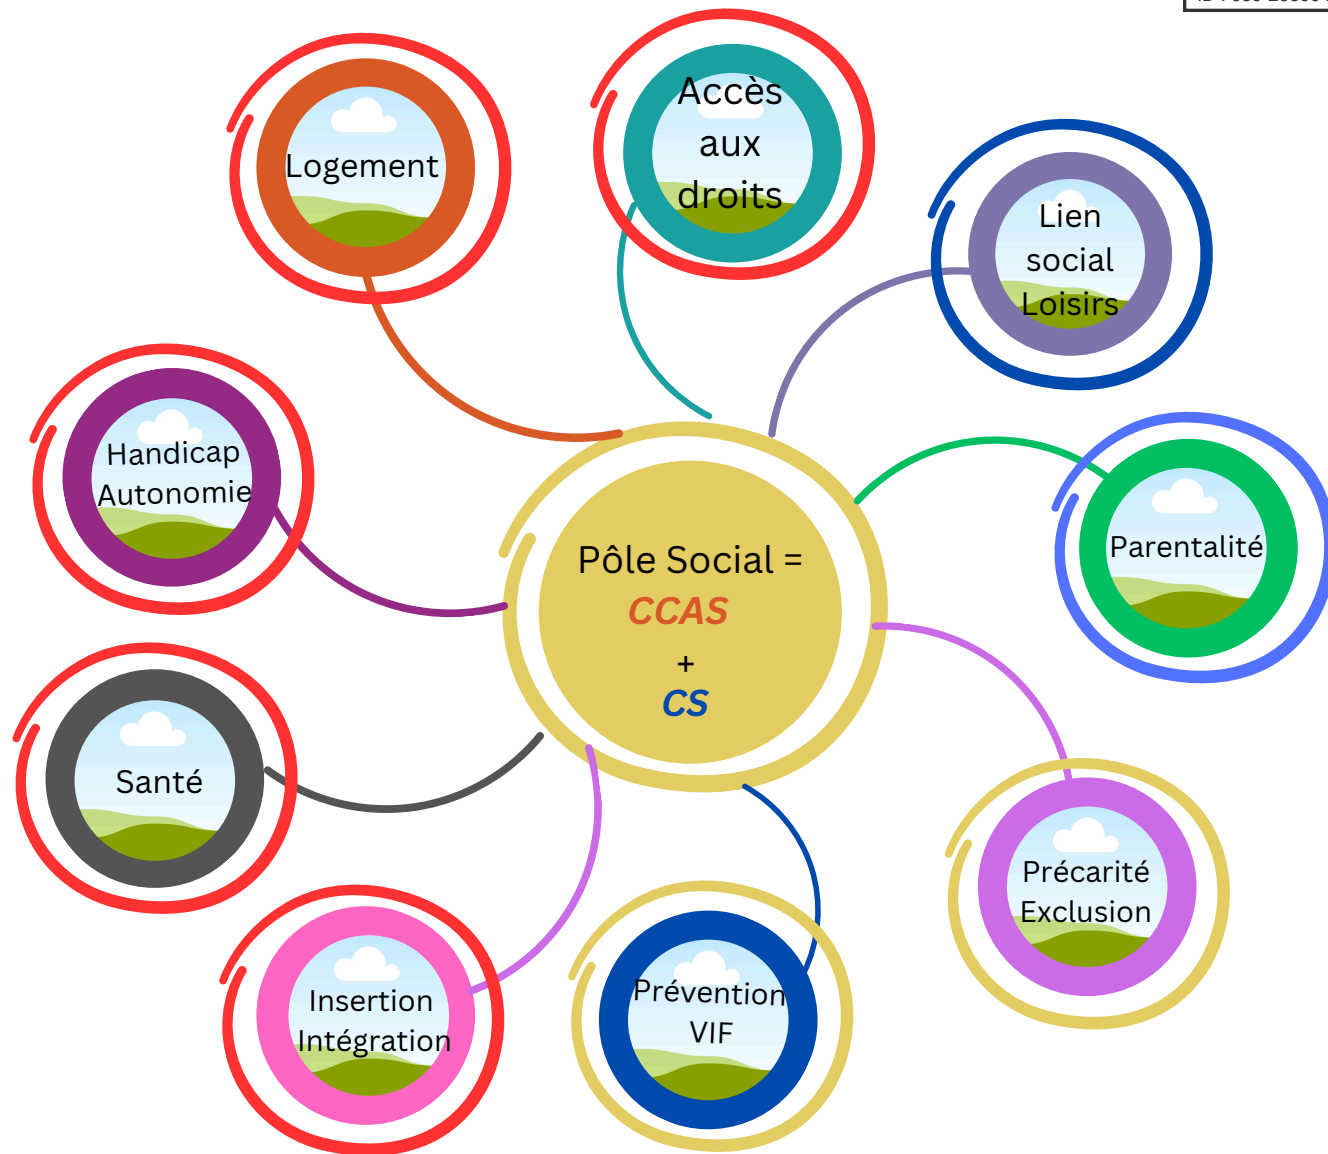 Accès
aux
droits
Logement
Lien
social
Loisirs
Handicap
Autonomie
Parentalité
Pôle Social =
CCAS
+
CS
Santé
Précarité
Exclusion
Insertion
Intégration
Prévention
VIF